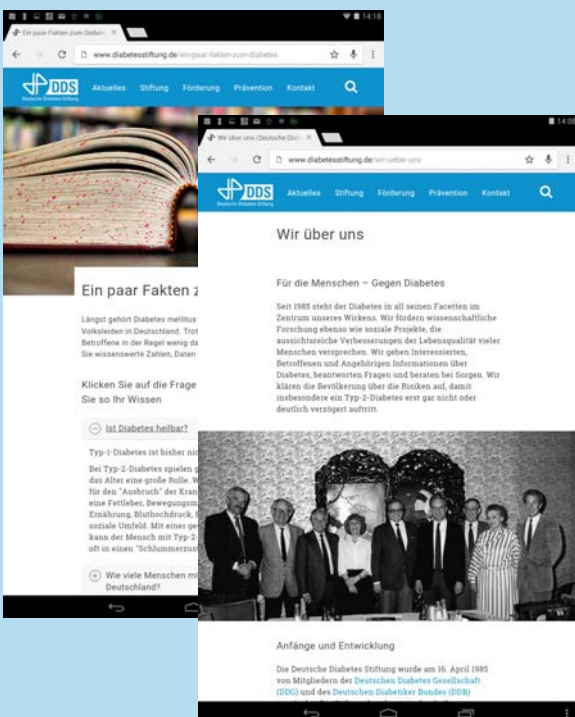 14:18
Ein paar Fakten zum Diabetes
www.diabetesstiftung.de/ein-paar-fakten-zum-diabetes
DDS
Deutsche Diabetes Stiftung
Aktuelles Stiftung Förderung Prävention Kontakt
Ein paar Fakten
Längst gehört Diabetes mellitus
Volksleiden in Deutschland.
Betroffene in der Regel wenig
Sie wissenswerte Zahlen, Daten
Klicken Sie auf die Frage
Sie so Ihr Wissen
Ist Diabetes heilbar?
Typ-1-Diabetes ist bisher
Bei Typ-2-Diabetes spielen
das Alter eine große Rolle.
für den "Ausbruch" der
eine Fettleber,
Ernährung, Bluthochdruck,
soziale Umfeld. Mit einer
kann der Mensch mit Typ-2-
oft in einen
Wie viele Menschen
Deutschland?
14:08
Wir über uns | Deutsche
www.diabetesstiftung.de/wir-ueber-uns
DDS
Deutsche Diabetes Stiftung
Aktuelles Stiftung Förderung Prävention Kontakt
Wir über uns
Für die Menschen – Gegen Diabetes
Seit 1985 steht der Diabetes in all seinen Facetten im
Zentrum unseres Wirkens. Wir fördern wissenschaftliche
Forschung ebenso wie soziale Projekte, die
aussichtsreiche Verbesserungen der Lebensqualität vieler
Menschen versprechen. Wir geben Interessierten,
Betroffenen und Angehörigen Informationen über
Diabetes, beantworten Fragen und beraten bei Sorgen. Wir
klären die Bevölkerung über die Risiken auf, damit
insbesondere ein Typ-2-Diabetes erst gar nicht oder
deutlich verzögert auftritt.
Anfänge und Entwicklung
Die Deutsche Diabetes Stiftung wurde am 16. April 1985
von Mitgliedern des Deutschen Diabetes Gesellschaft
(DDG) und des Deutschen Diabetiker Bundes (DDB)